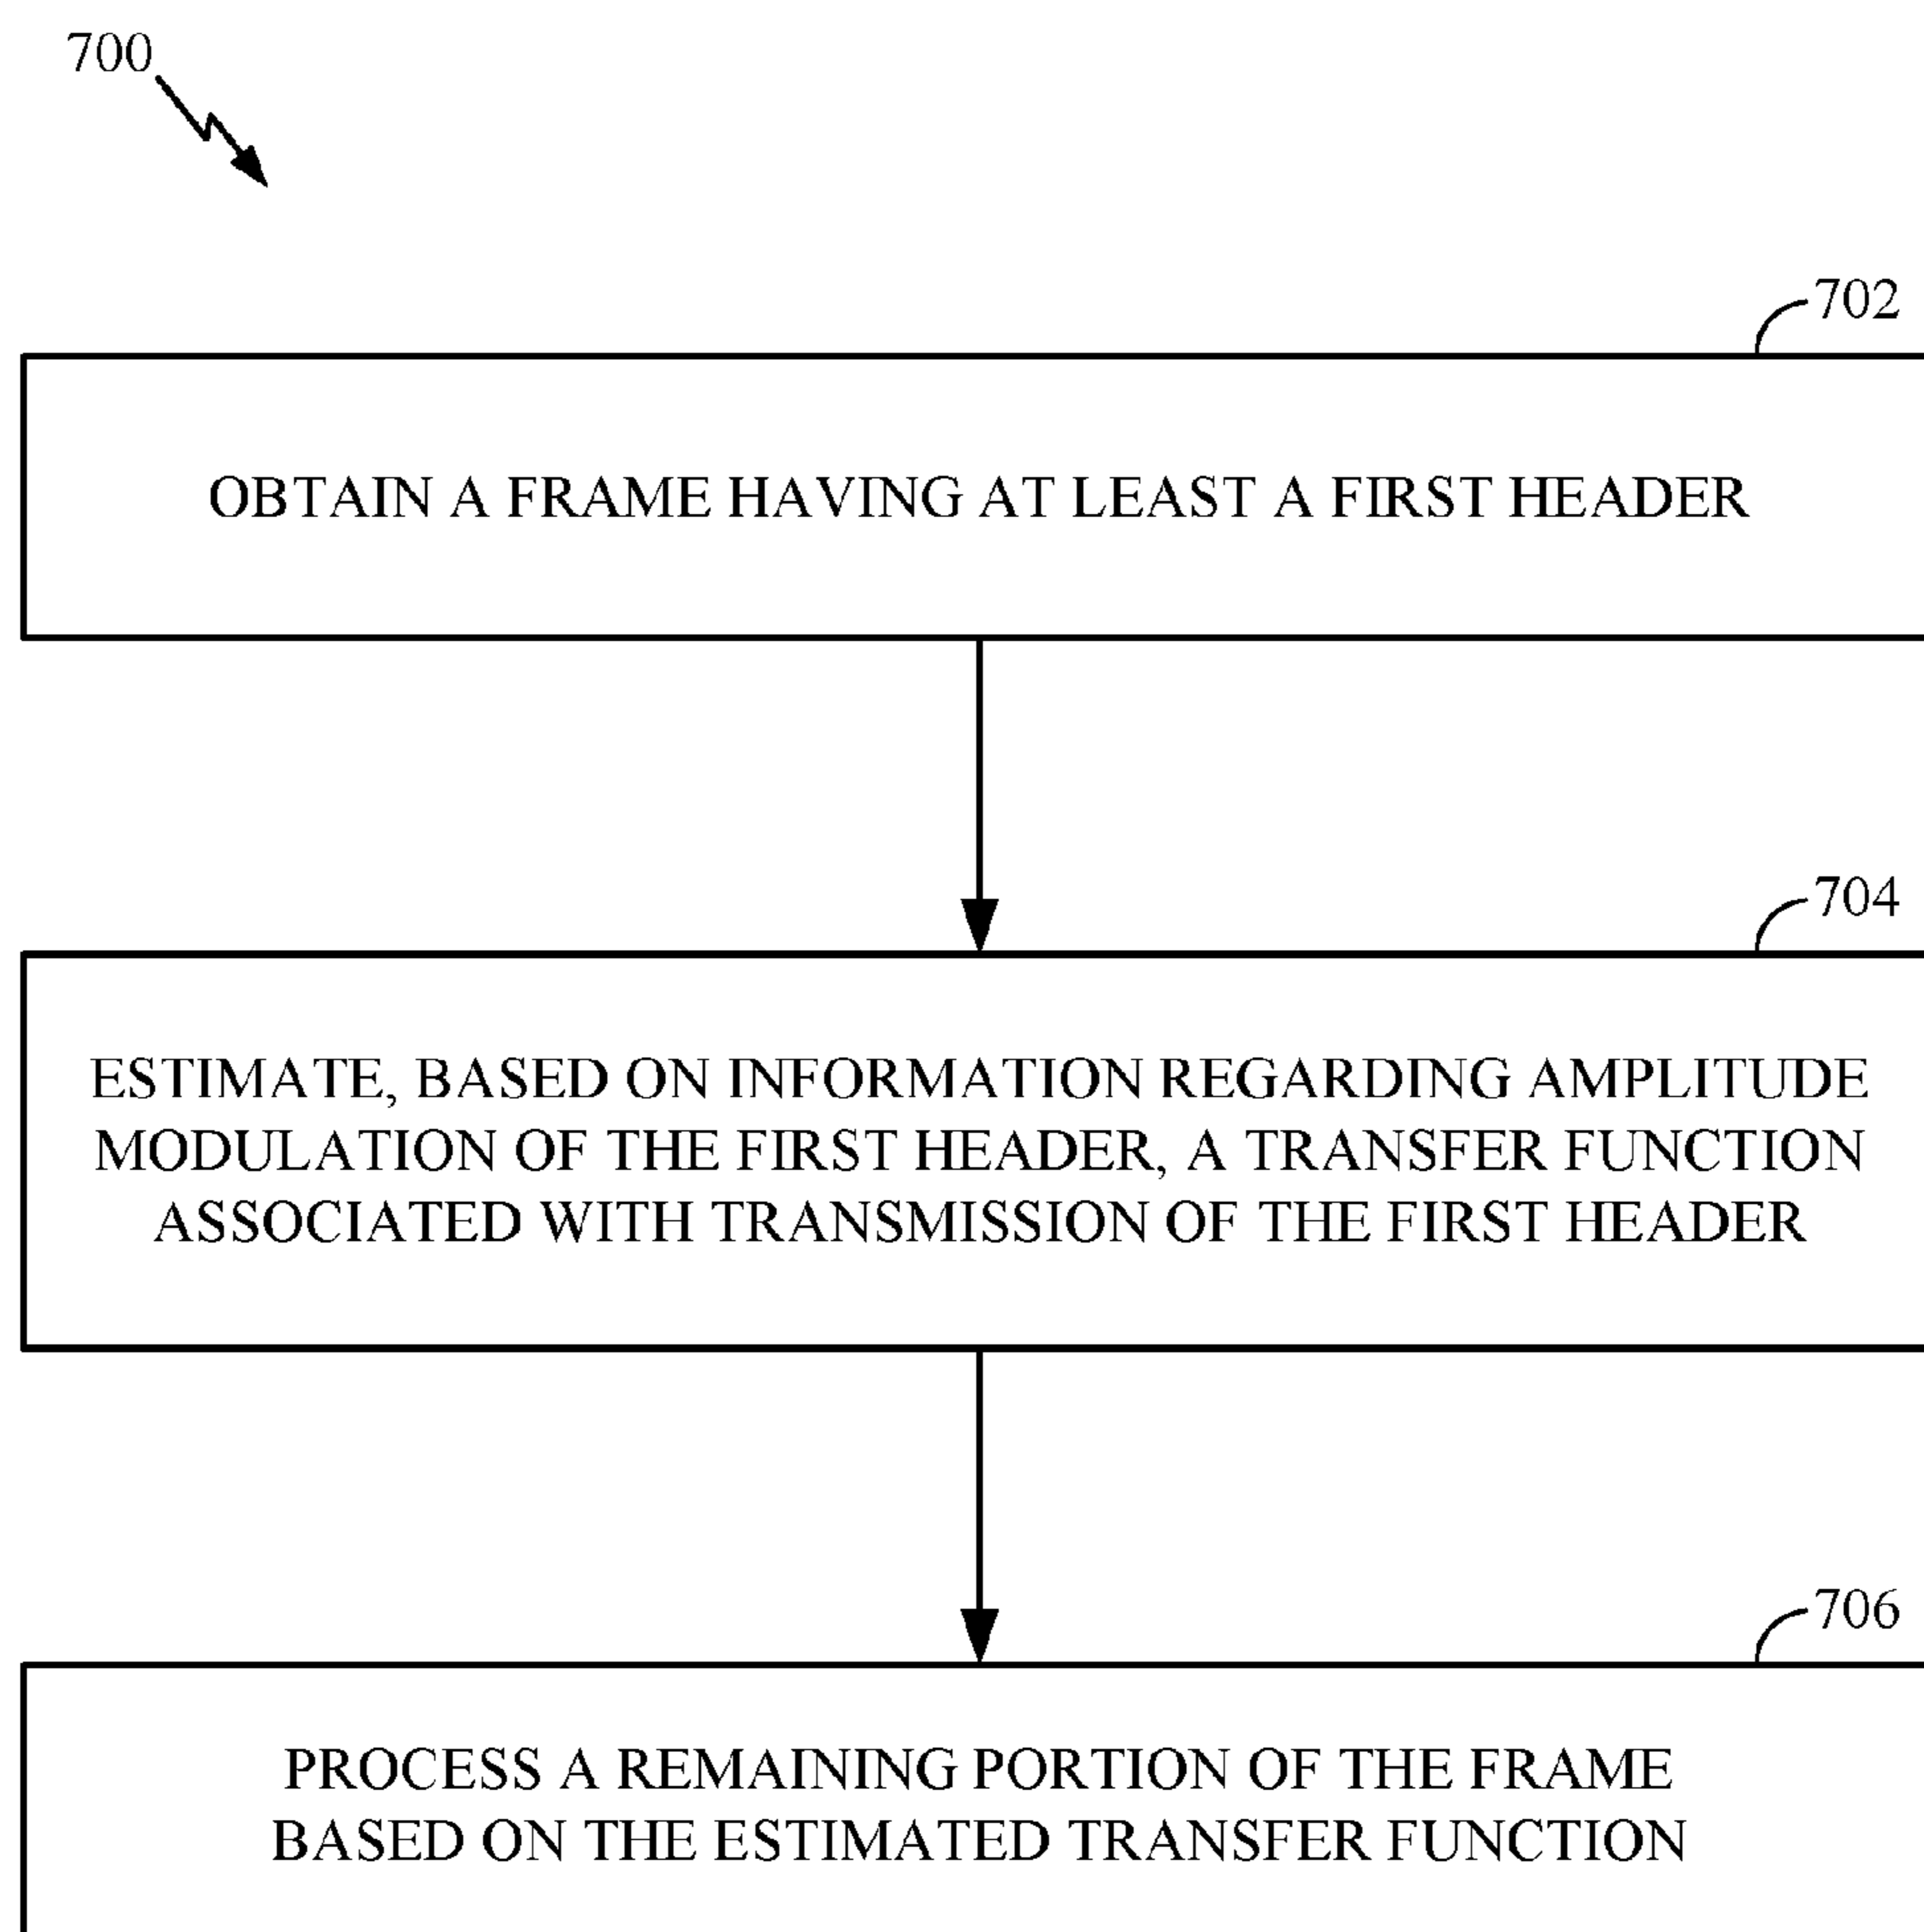 700
702
OBTAIN A FRAME HAVING AT LEAST A FIRST HEADER
704
ESTIMATE, BASED ON INFORMATION REGARDING AMPLITUDE
MODULATION OF THE FIRST HEADER, A TRANSFER FUNCTION
ASSOCIATED WITH TRANSMISSION OF THE FIRST HEADER
706
PROCESS A REMAINING PORTION OF THE FRAME
BASED ON THE ESTIMATED TRANSFER FUNCTION